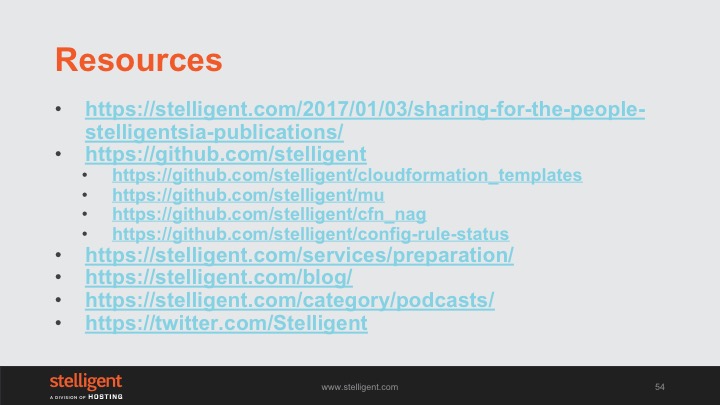 Resources
• https://stelligent.com/2017/01/03/sharing-for-the-people-
stelligentsia-publications/
• https://github.com/stelligent
• https://github.com/stelligent/cloudformation_templates
• https://github.com/stelligent/mu
• https://github.com/stelligent/cfn_nag
• https://github.com/stelligent/config-rule-status
• https://stelligent.com/services/preparation/
• https://stelligent.com/blog/
• https://stelligent.com/category/podcasts/
• https://twitter.com/Stelligent
stelligent
A DIVISION OF HOSTING
www.stelligent.com
54